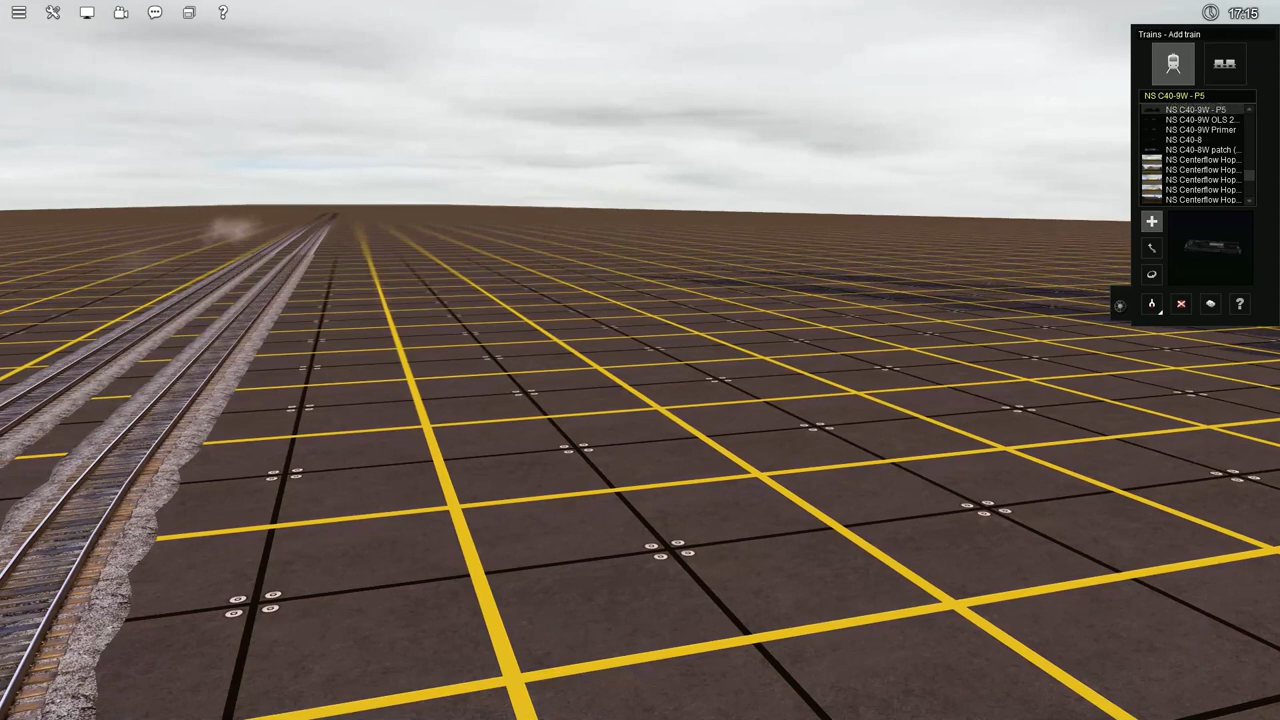 17:15
Trains - Add train
NS C40-9W - P5
NS C40-9W - P5
NS C40-9W OLS 2...
NS C40-9W Primer
NS C40-8
NS C40-8W patch (...
NS Centerflow Hop...
NS Centerflow Hop...
NS Centerflow Hop...
NS Centerflow Hop...
NS Centerflow Hop...